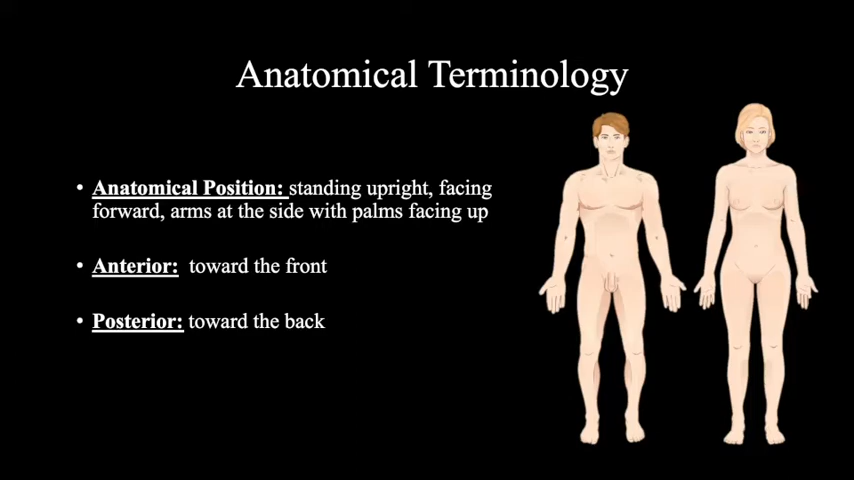 Anatomical Terminology
• Anatomical Position: standing upright, facing
forward, arms at the side with palms facing up
• Anterior: toward the front
• Posterior: toward the back